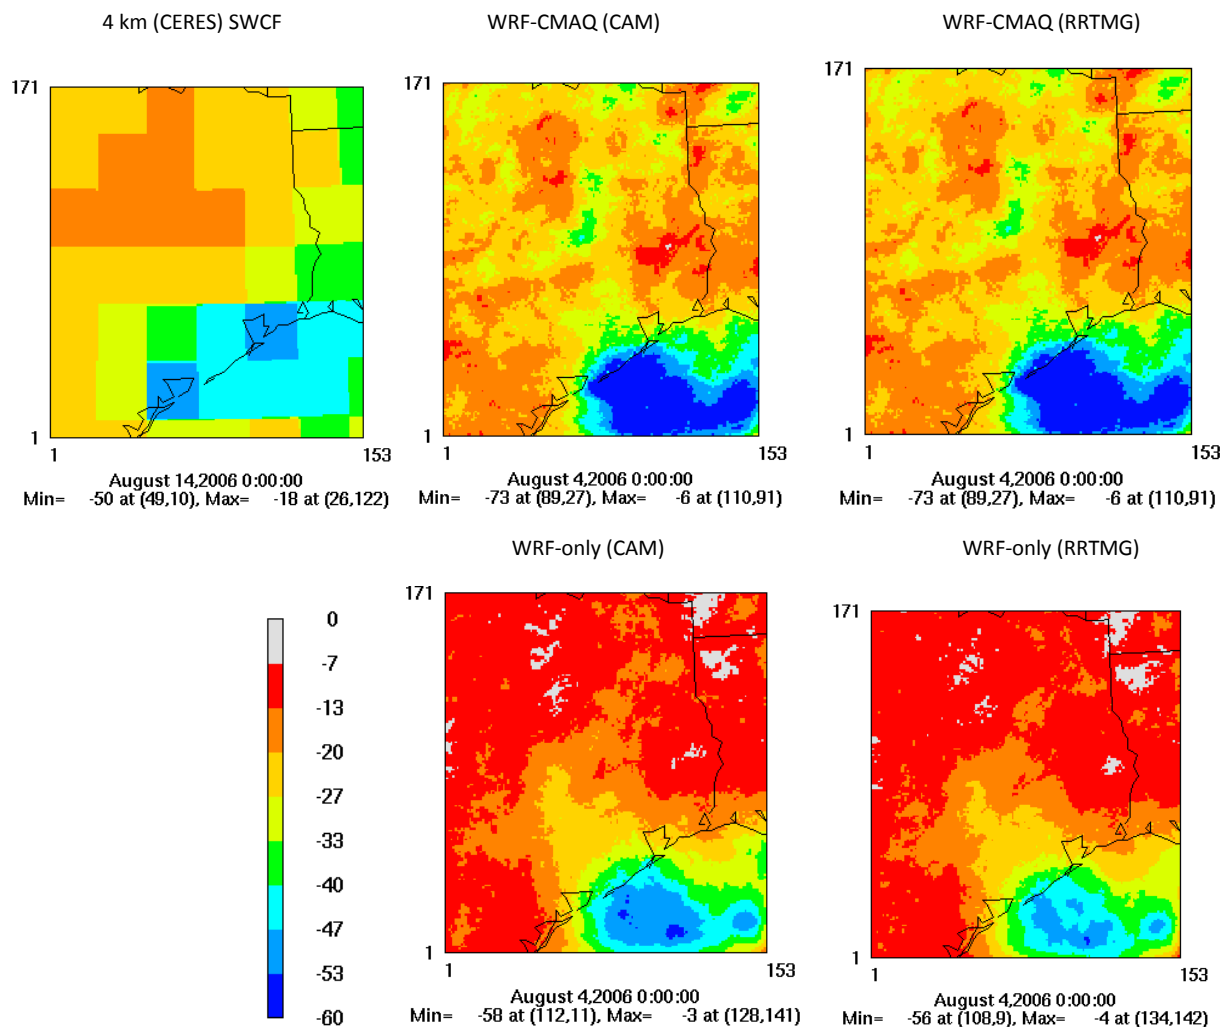 4 km (CERES) SWCF
WRF-CMAQ (CAM)
WRF-CMAQ (RRTMG)
171
1
1
153
August 14,2006 0:00:00
Min= -50 at (49,10), Max= -18 at (26,122)
171
1
1
153
August 4,2006 0:00:00
Min= -73 at (89,27), Max= -6 at (110,91)
171
1
1
153
August 4,2006 0:00:00
Min= -73 at (89,27), Max= -6 at (110,91)
WRF-only (CAM)
WRF-only (RRTMG)
0
-7
-13
-20
-27
-33
-40
-47
-53
-60
171
1
1
153
August 4,2006 0:00:00
Min= -58 at (112,11), Max= -3 at (128,141)
171
1
1
153
August 4,2006 0:00:00
Min= -56 at (108,9), Max= -4 at (134,142)